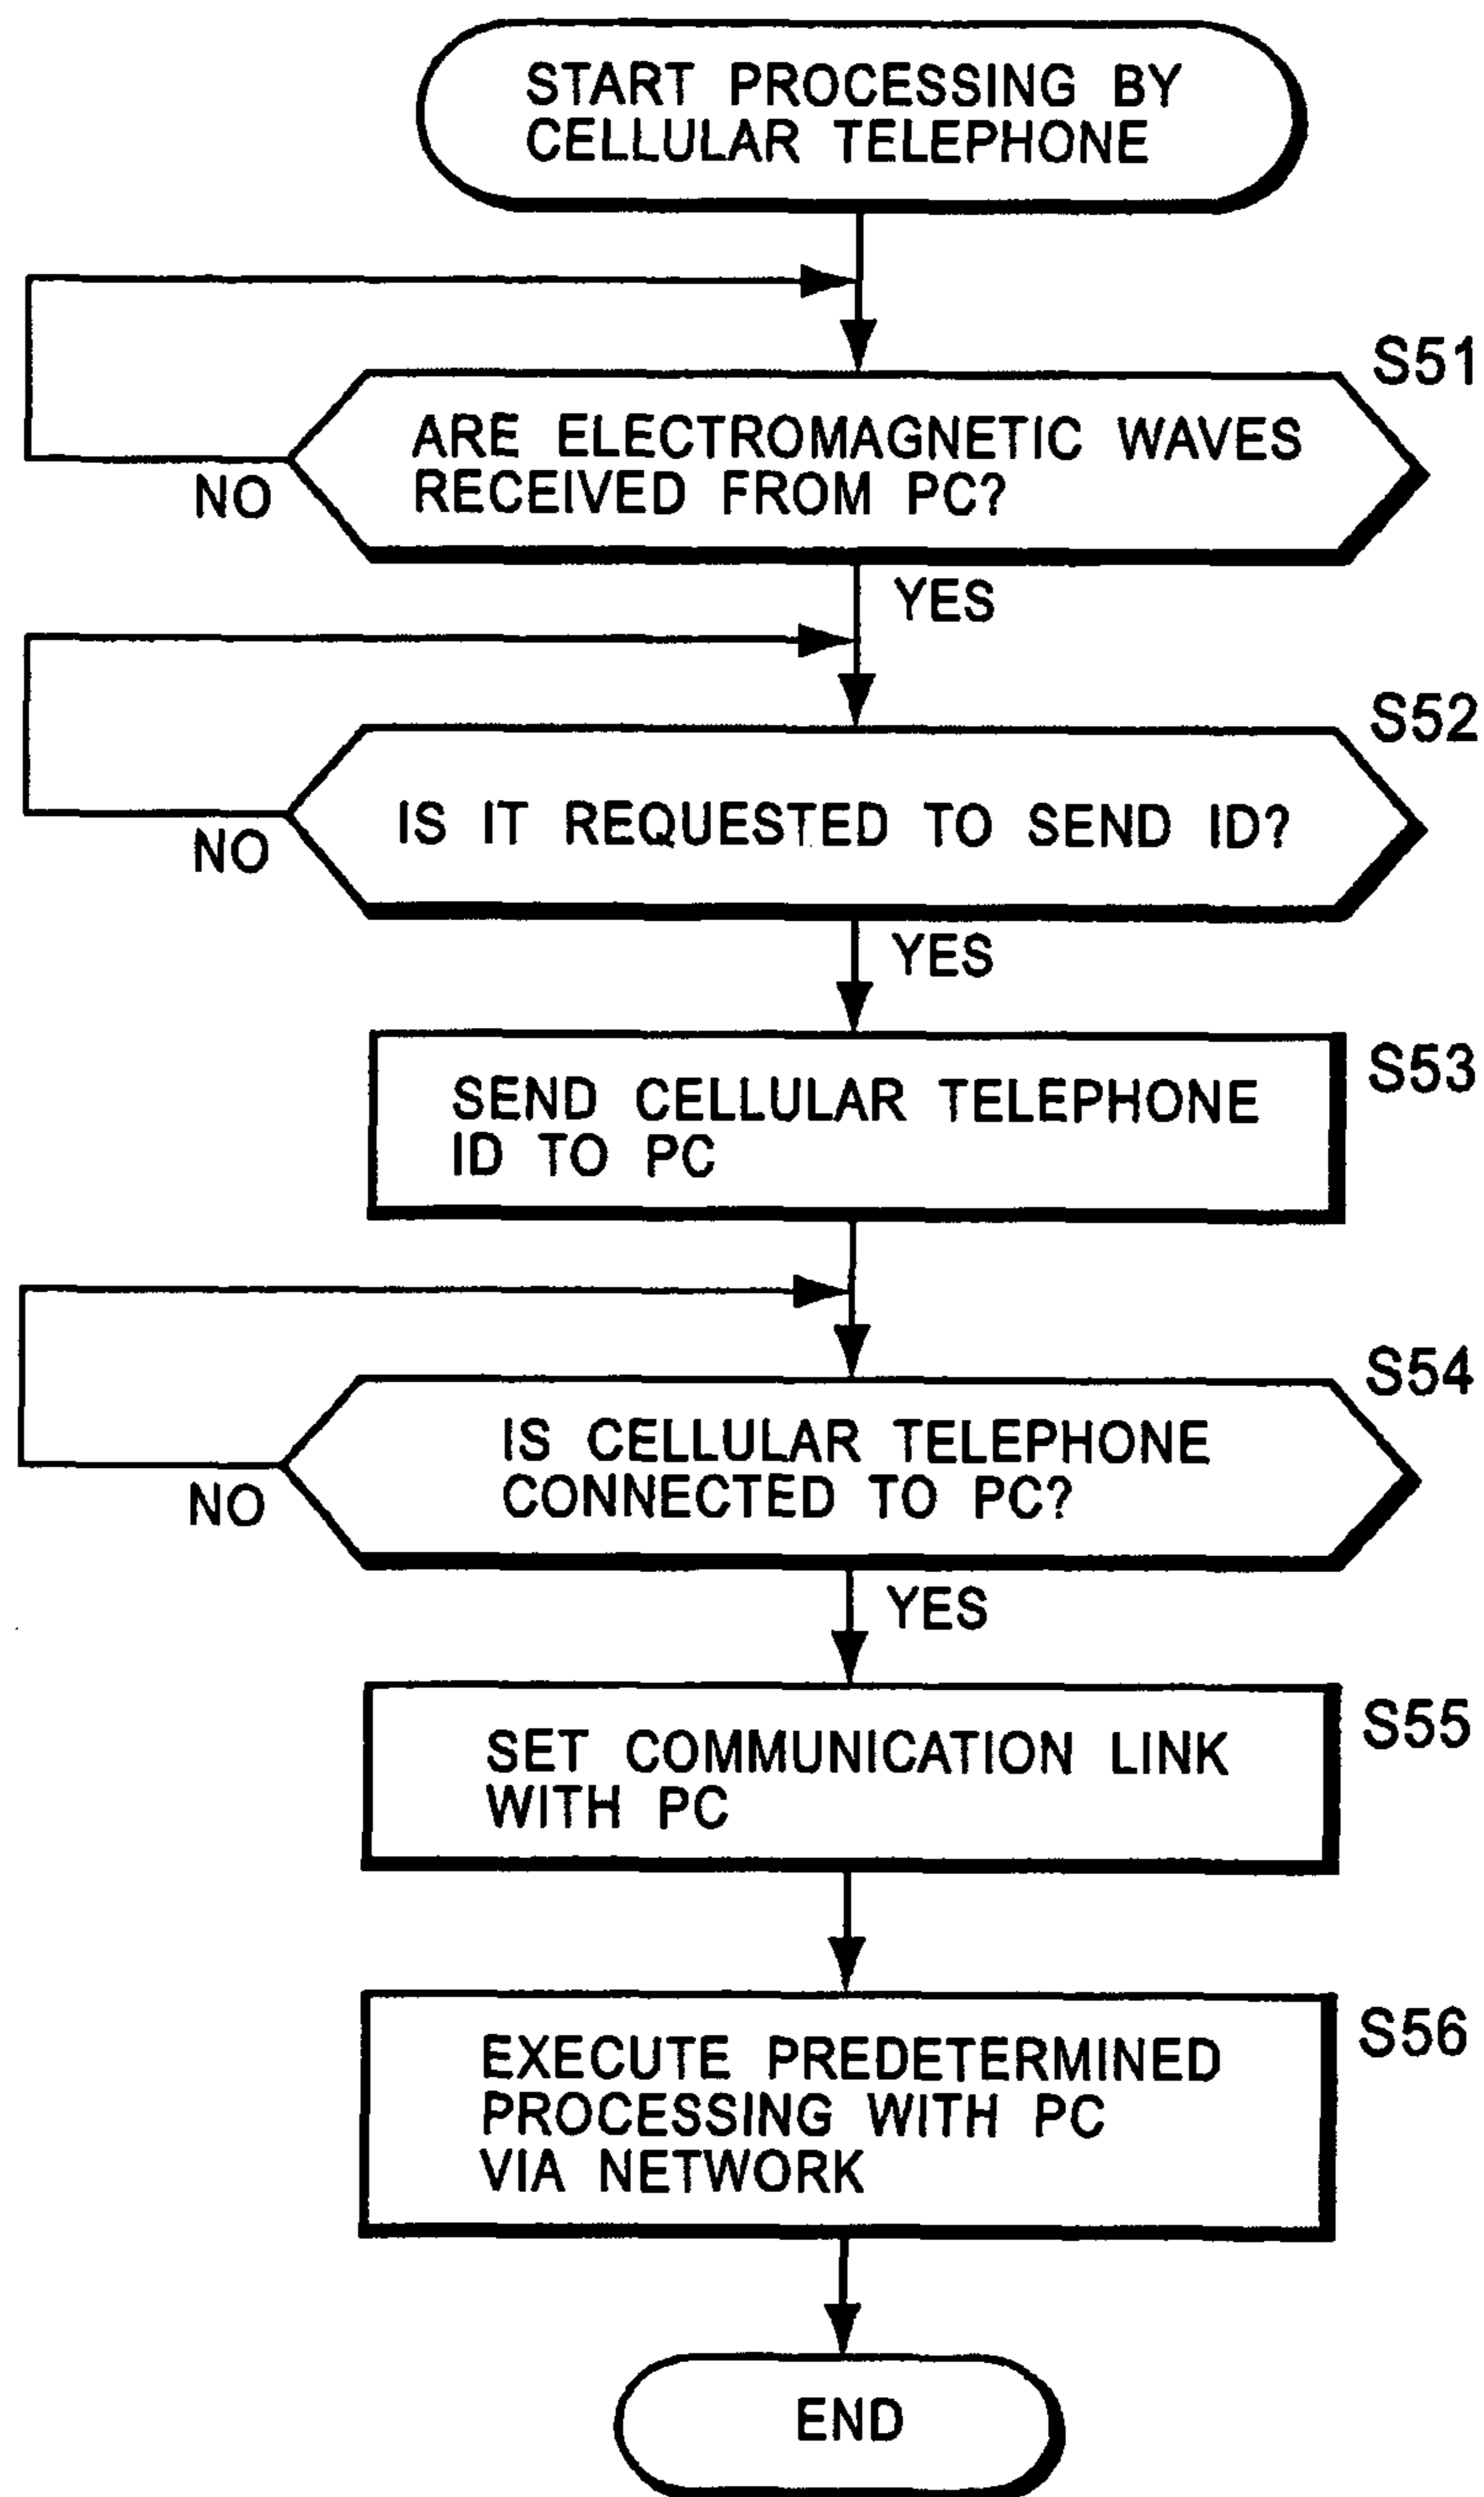 START PROCESSING BY
CELLULAR TELEPHONE
S51
ARE ELECTROMAGNETIC WAVES
RECEIVED FROM PC?
NO
YES
S52
IS IT REQUESTED TO SEND ID?
NO
YES
S53
SEND CELLULAR TELEPHONE
ID TO PC
S54
IS CELLULAR TELEPHONE
CONNECTED TO PC?
NO
YES
S55
SET COMMUNICATION LINK
WITH PC
S56
EXECUTE PREDETERMINED
PROCESSING WITH PC
VIA NETWORK
END